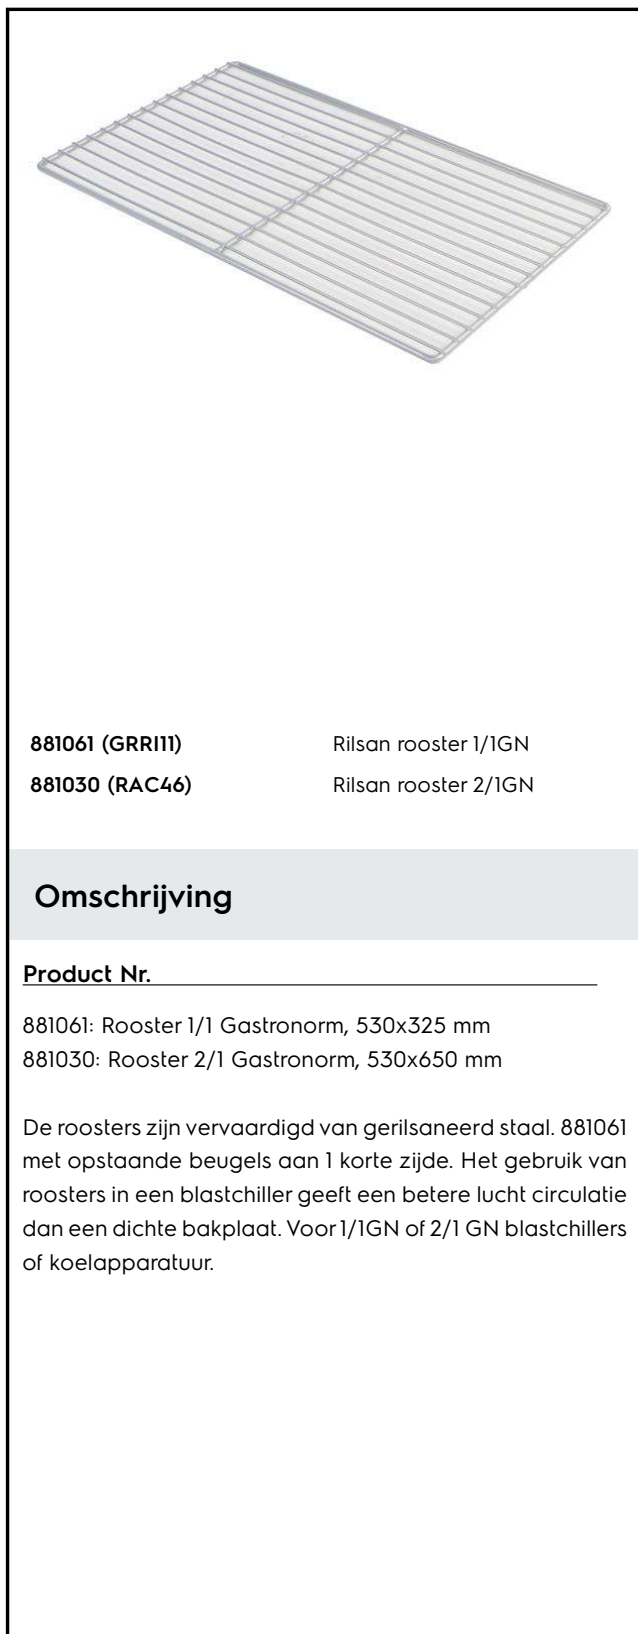 881061 (GRRI11) Rilsan rooster 1/1GN
881030 (RAC46) Rilsan rooster 2/1GN
Omschrijving
Product Nr.
881061: Rooster 1/1 Gastronorm, 530x325 mm
881030: Rooster 2/1 Gastronorm, 530x650 mm
De roosters zijn vervaardigd van gerilsaneerd staal. 881061
met opstaande beugels aan 1 korte zijde. Het gebruik van
roosters in een blastchiller geeft een betere lucht circulatie
dan een dichte bakplaat. Voor 1/1GN of 2/1 GN blastchillers
of koelapparatuur.